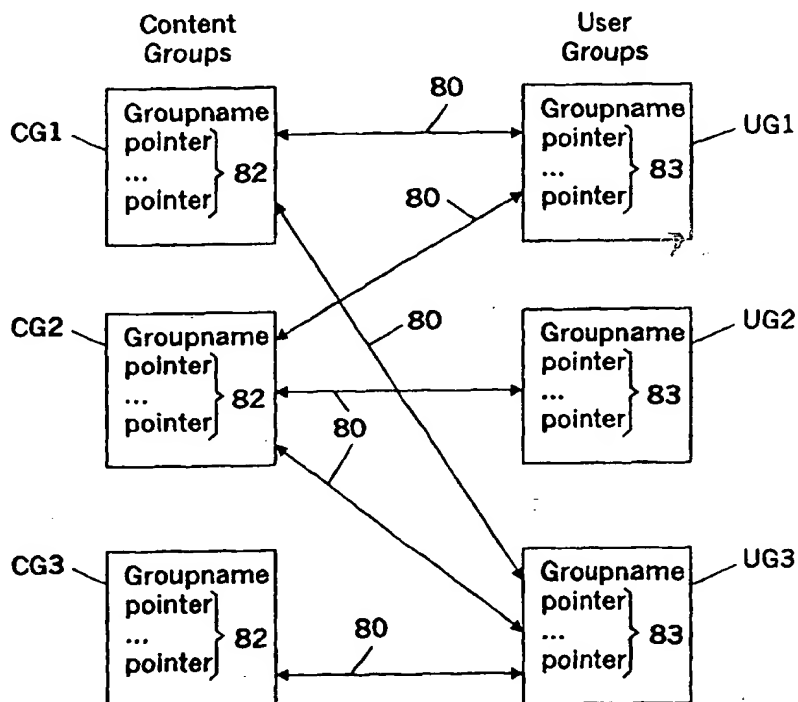 Content
Groups
User
Groups
CG1
Groupname
pointer
...
pointer
82
80
Groupname
pointer
...
pointer
83
UG1
80
CG2
Groupname
pointer
...
pointer
82
80
80
Groupname
pointer
...
pointer
83
UG2
CG3
Groupname
pointer
...
pointer
82
80
Groupname
pointer
...
pointer
83
UG3